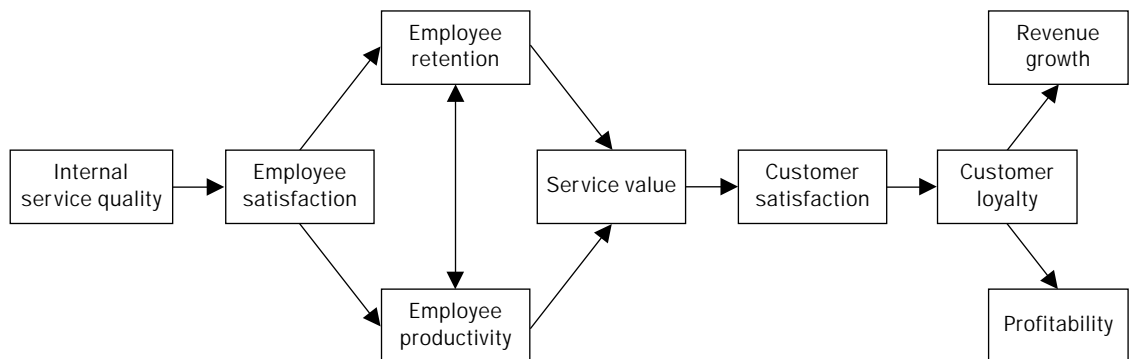 Employee
retention
Revenue
growth
Internal
service quality
Employee
satisfaction
Service value
Customer
satisfaction
Customer
loyalty
Employee
productivity
Profitability